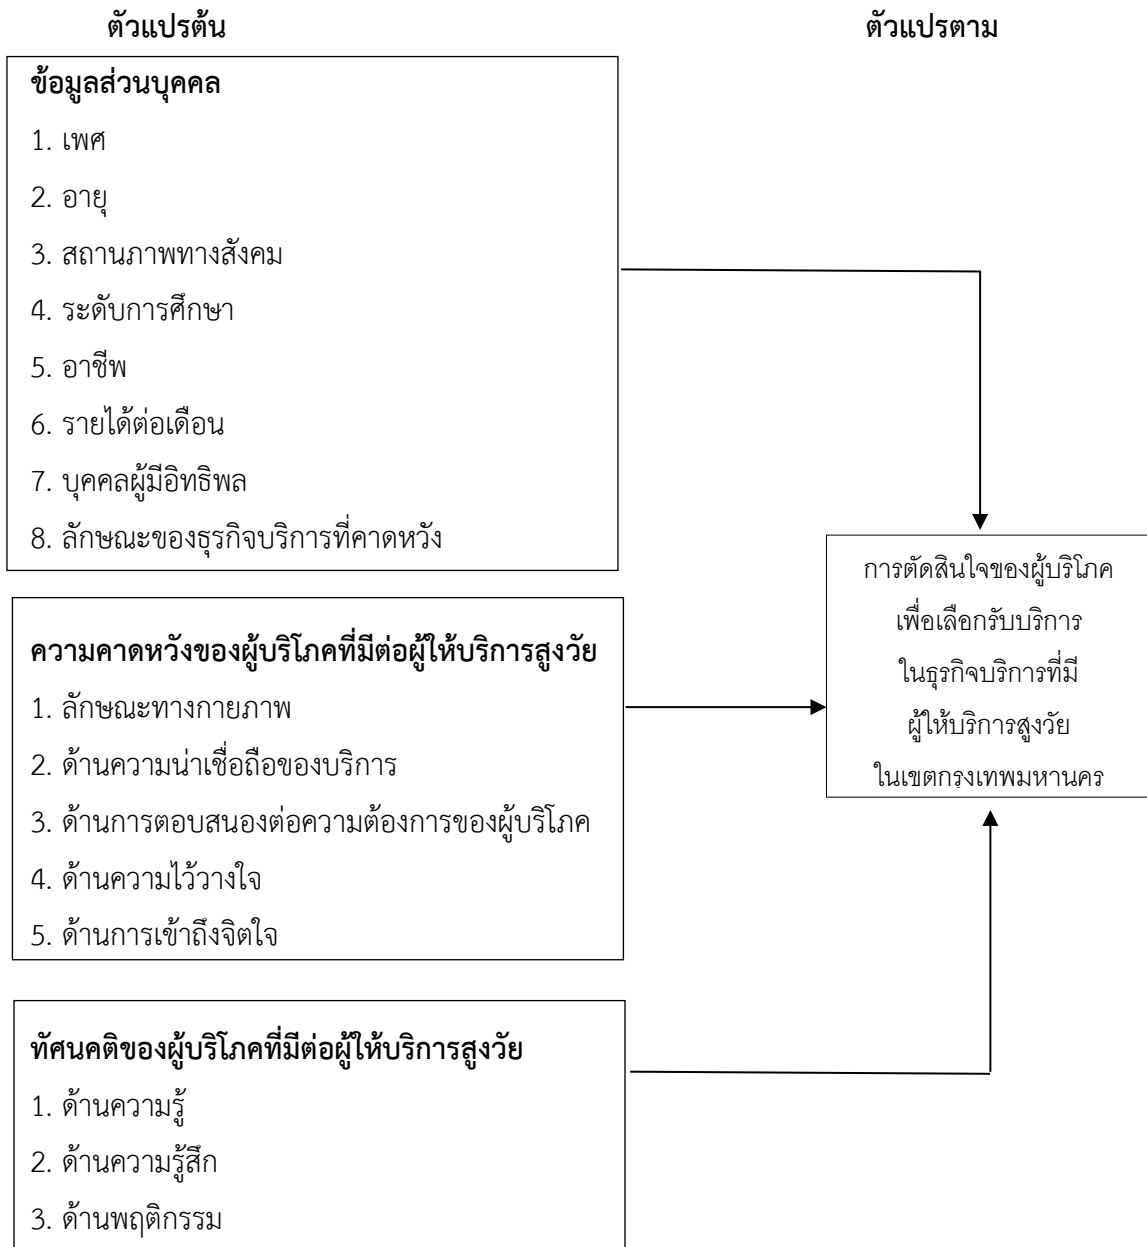 ตัวแปรต้น
ตัวแปรตาม
ข้อมูลส่วนบุคคล
1. เพศ
2. อายุ
3. สถานภาพทางสังคม
4. ระดับการศึกษา
5. อาชีพ
6. รายได้ต่อเดือน
7. บุคคลผู้มีอิทธิพล
8. ลักษณะของธุรกิจบริการที่คาดหวัง
ความคาดหวังของผู้บริโภคที่มีต่อผู้ให้บริการสูงวัย
1. ลักษณะทางกายภาพ
2. ด้านความน่าเชื่อถือของบริการ
3. ด้านการตอบสนองต่อความต้องการของผู้บริโภค
4. ด้านความไว้วางใจ
5. ด้านการเข้าถึงจิตใจ
ทัศนคติของผู้บริโภคที่มีต่อผู้ให้บริการสูงวัย
1. ด้านความรู้
2. ด้านความรู้สึก
3. ด้านพฤติกรรม
การตัดสินใจของผู้บริโภค
เพื่อเลือกรับบริการ
ในธุรกิจบริการที่มี
ผู้ให้บริการสูงวัย
ในเขตกรุงเทพมหานคร